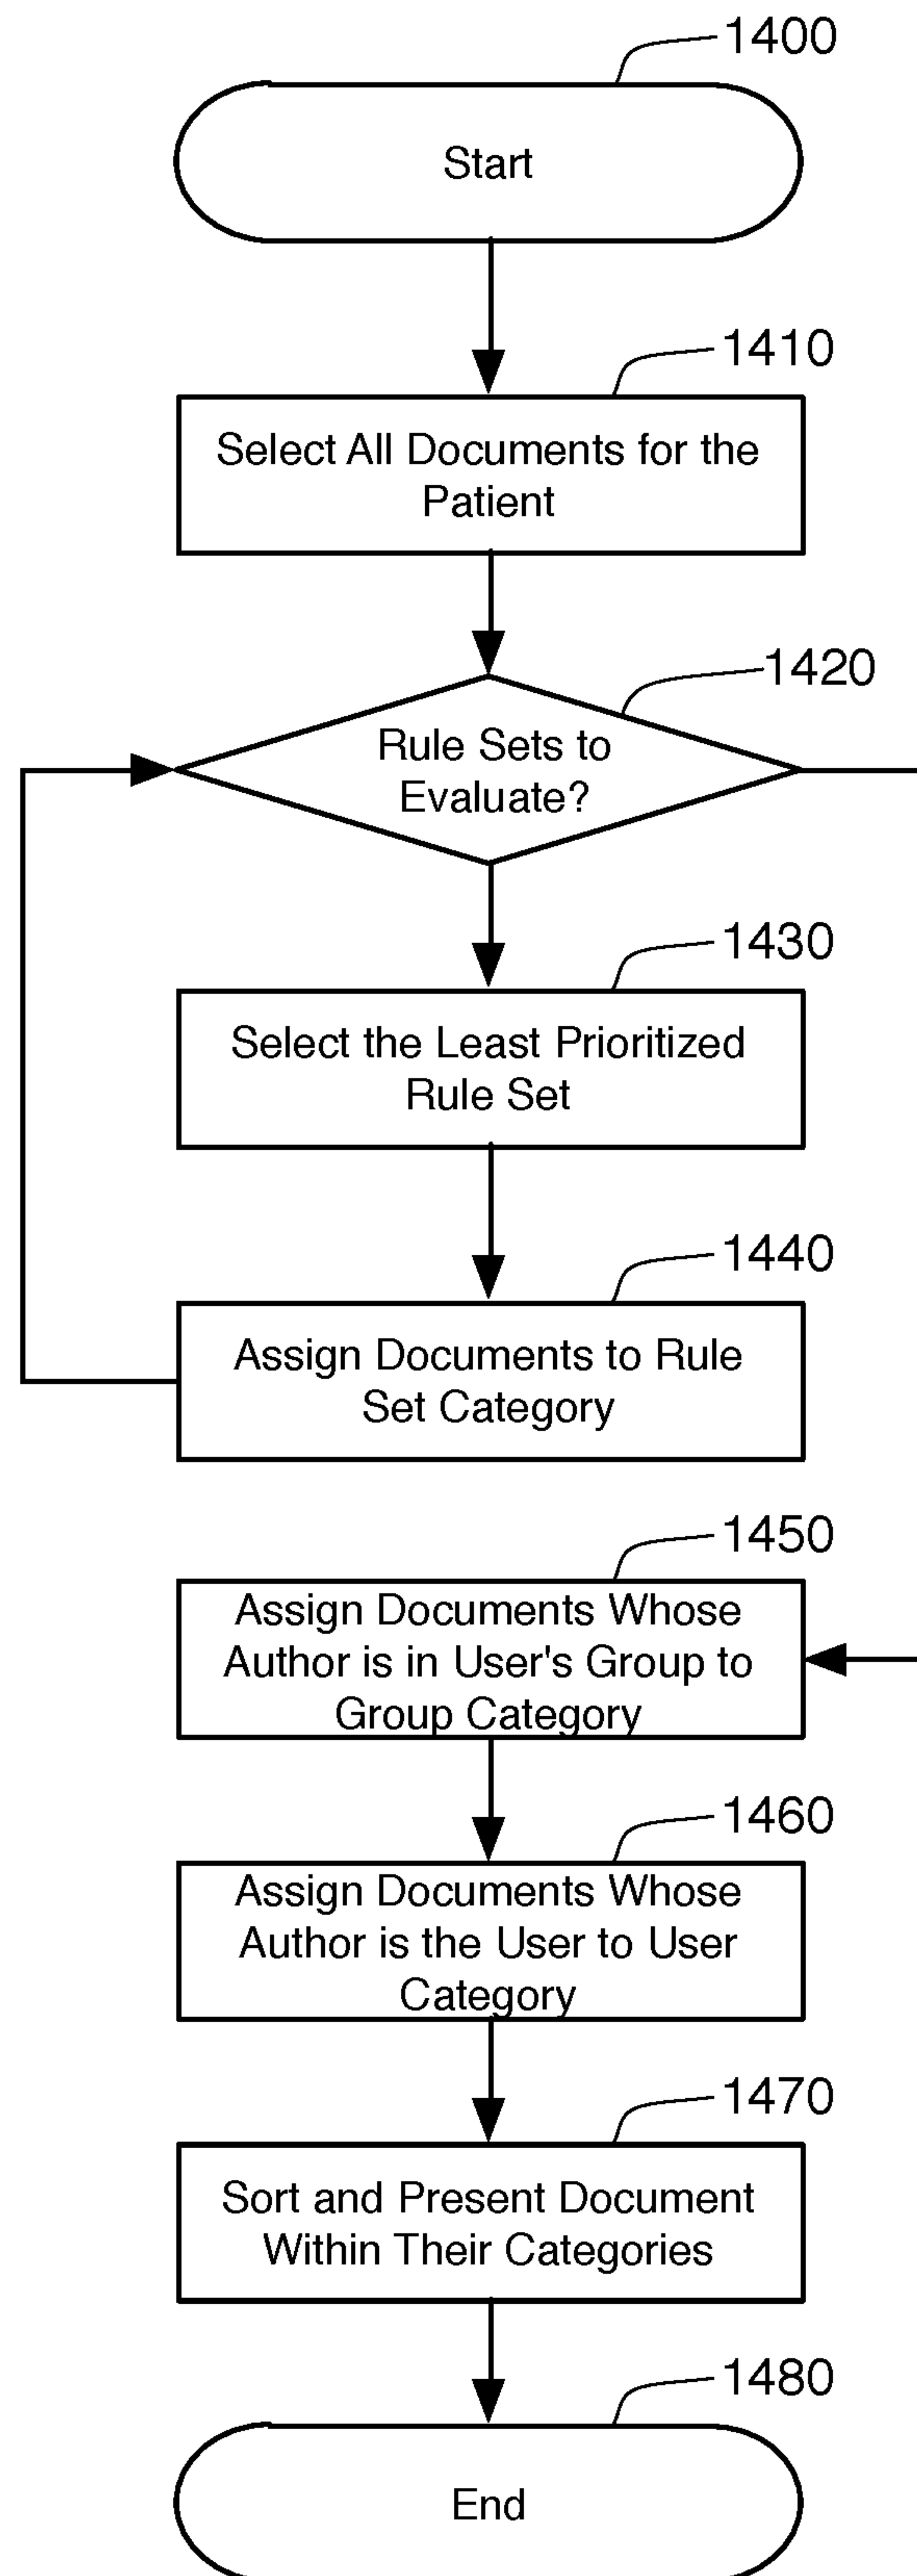 1400
Start
1410
Select All Documents for the
Patient
1420
Rule Sets to
Evaluate?
1430
Select the Least Prioritized
Rule Set
1440
Assign Documents to Rule
Set Category
1450
Assign Documents Whose
Author is in User's Group to
Group Category
1460
Assign Documents Whose
Author is the User to User
Category
1470
Sort and Present Document
Within Their Categories
1480
End